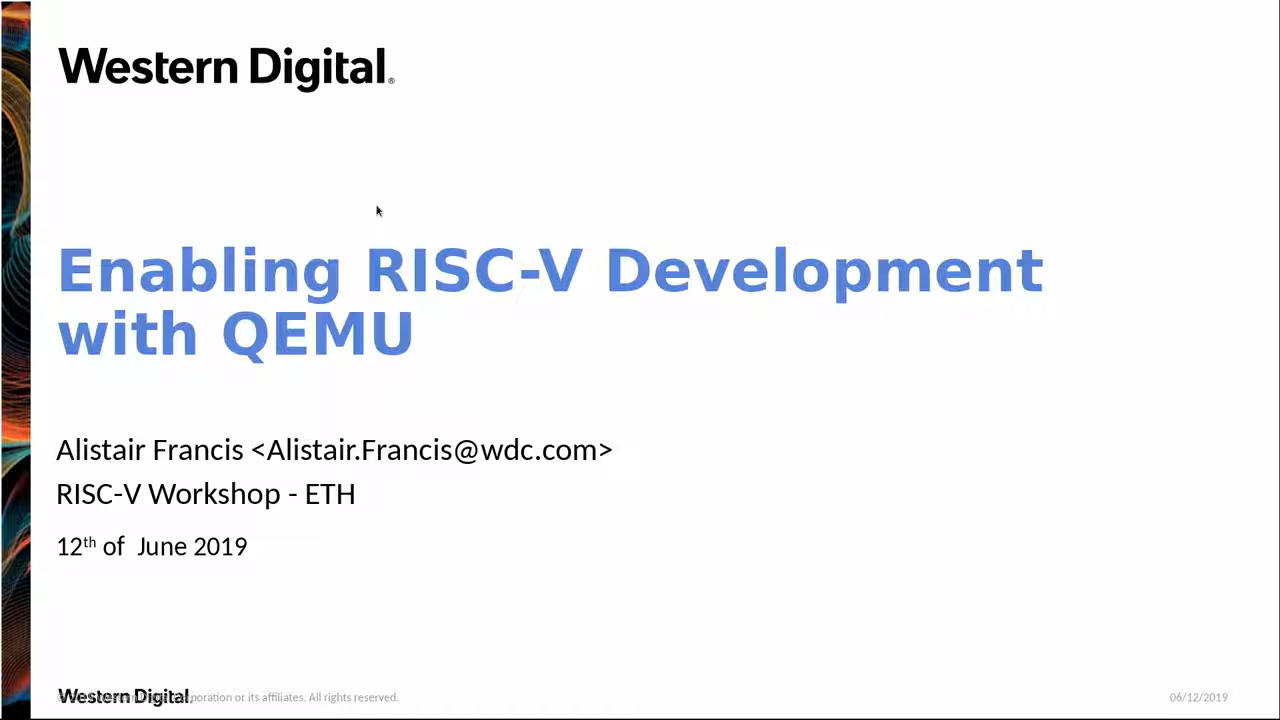 Western Digital®
Enabling RISC-V Development
with QEMU
Alistair Francis <Alistair.Francis@wdc.com>
RISC-V Workshop - ETH
12th of June 2019
Western Digital
Corporation or its affiliates. All rights reserved.
06/12/2019